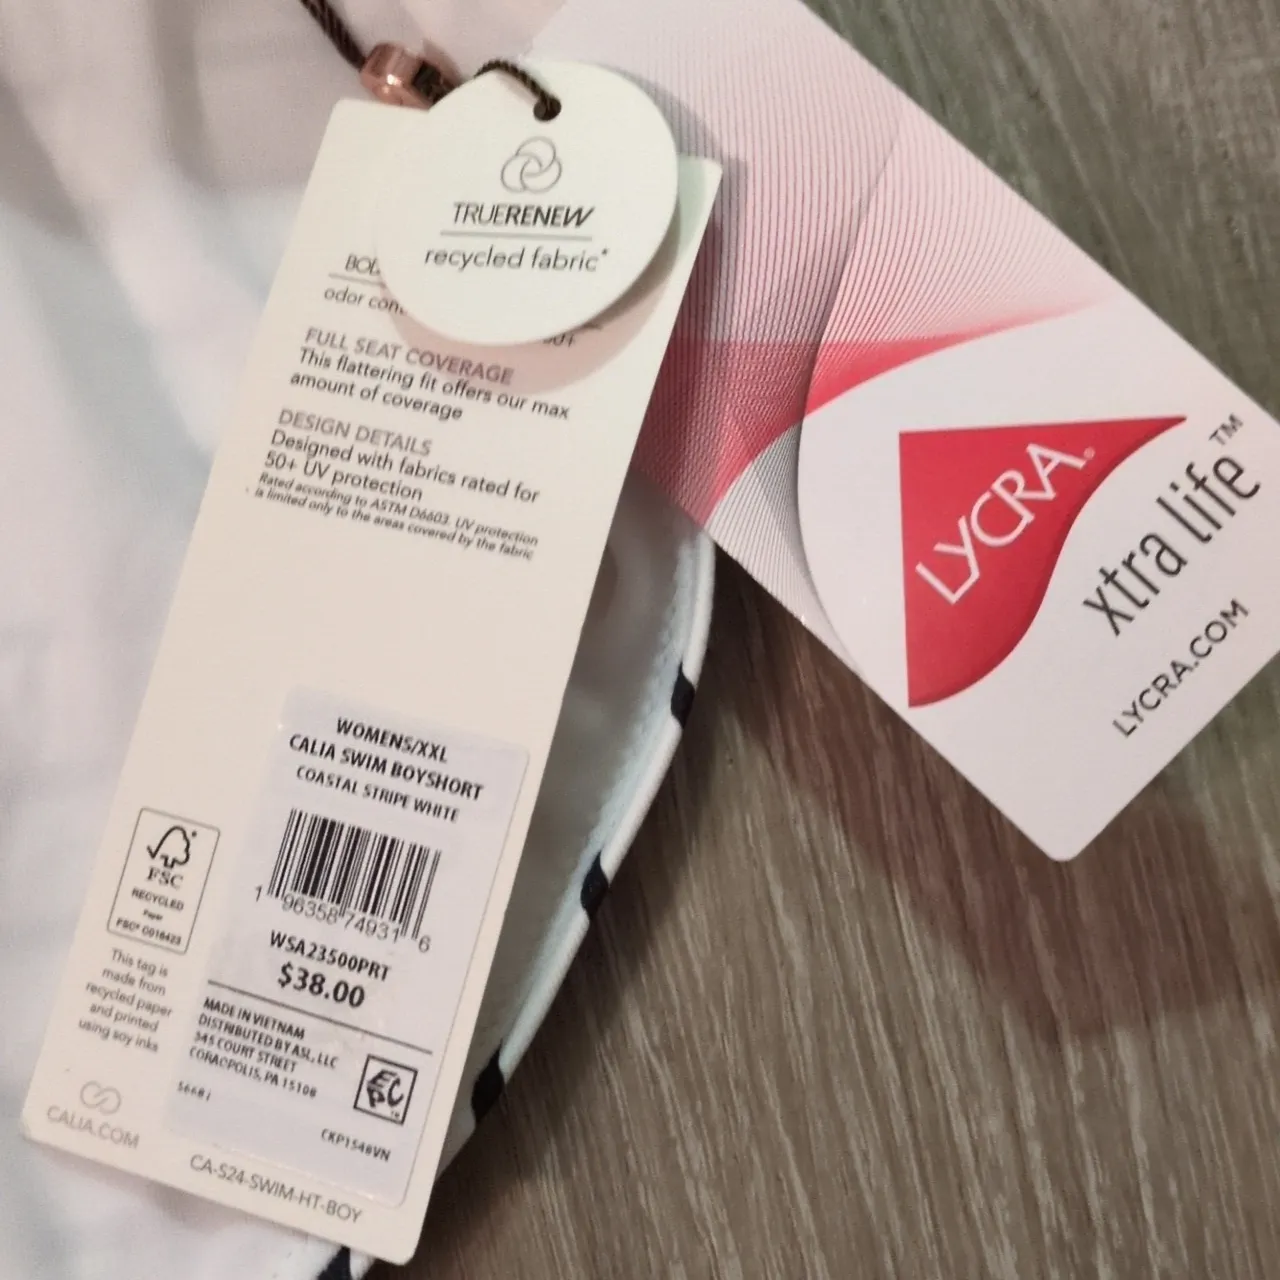 TRUERENEW
recycled fabric*
BOD
odor con
50+
FULL SEAT COVERAGE
This flattering fit offers our max
amount of coverage
DESIGN DETAILS
Designed with fabrics rated for
50+ UV protection
Rated according to ASTM D6603. UV protection
is limited only to the areas covered by the fabric
WOMENS/XXL
CALIA SWIM BOYSHORT
COASTAL STRIPE WHITE
1 96358 74931 6
WSA23500PRT
$38.00
MADE IN VIETNAM
DISTRIBUTED BY ASL, LLC
345 COURT STREET
CORAOPOLIS, PA 15108
EPC
CKP1548VN
FSC
RECYCLED
Paper
FSC® C016423
This tag is
made from
recycled paper
and printed
using soy inks
CALIA.COM
CA-S24-SWIM-HT-BOY
LYCRA®
xtra life™
LYCRA.COM